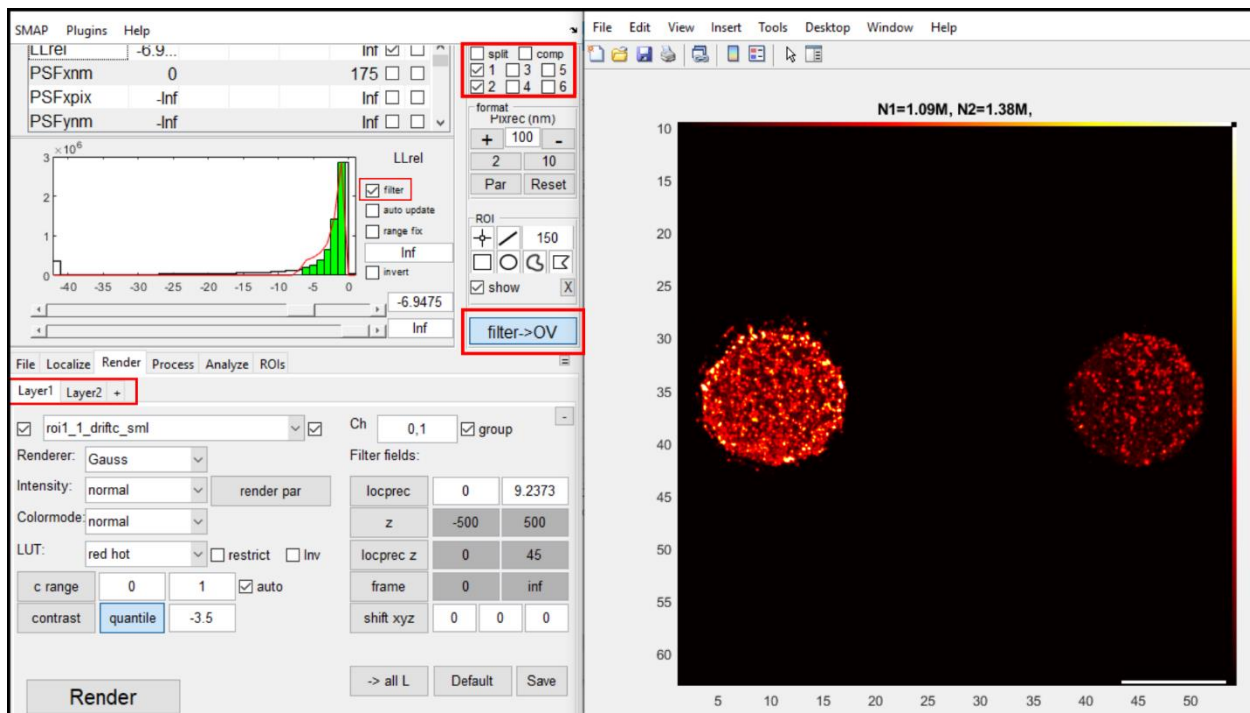 SMAP Plugins Help
LLrel -6.9... Inf
PSFxnm 0 175
PSFxpix -Inf Inf
PSFynm -Inf Inf
×10^6
3
2
1
0
-40 -35 -30 -25 -20 -15 -10 -5 0
LLrel
filter
auto update
range fix
Inf
invert
-6.9475
Inf
split comp
1 3 5
2 4 6
format
Pixrec (nm)
+ 100 -
2 10
Par Reset
ROI
150
show X
filter->OV
File Localize Render Process Analyze ROIs
Layer1 Layer2 +
-
roi1_1_driftc_sml
Ch 0,1 group
Renderer: Gauss
Filter fields:
Intensity: normal render par
locprec 0 9.2373
Colormode: normal
z -500 500
LUT: red hot restrict Inv
locprec z 0 45
c range 0 1 auto
frame 0 inf
contrast quantile -3.5
shift xyz 0 0 0
-> all L Default Save
Render
File Edit View Insert Tools Desktop Window Help
N1=1.09M, N2=1.38M,
10
15
20
25
30
35
40
45
50
55
60
5 10 15 20 25 30 35 40 45 50